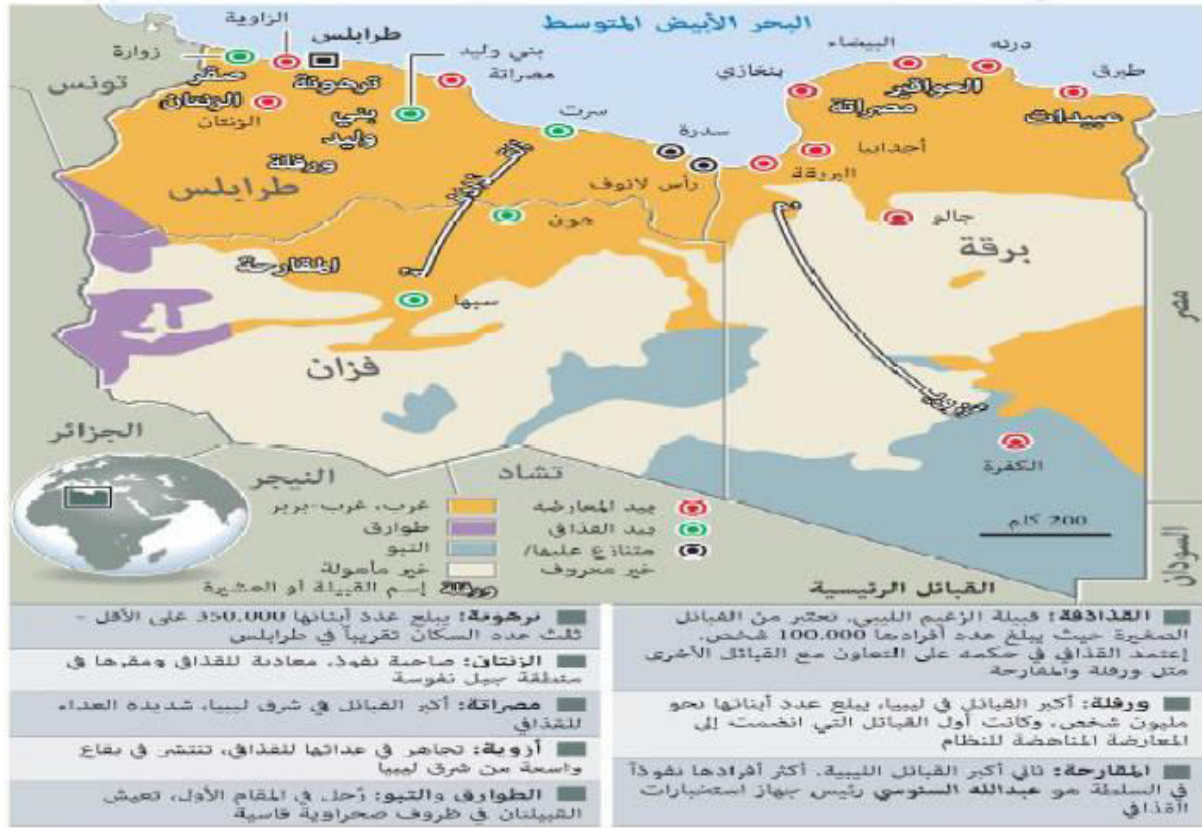 البحر الأبيض المتوسط
الزاوية
طرابلس
زوارة
بني وليد
صقر
ترهونة
مصراتة
تونس
الزنتان
الزنتان
بني
وليد
ورفلة
طرابلس
سرت
سدرة
رأس لانوف
البيضاء
درنه
طبرق
بنغازي
الحواقير
مصراتة
عبيدات
أجدابيا
البريقة
جالو
برقة
مصر
جون
المقارحة
سبها
فزان
الكفرة
الجزائر
النيجر
تشاد
السودان
200 كلم
بيد المعارضه
بيد القذافي
متنازع عليها/
غير معروف
عرب، عرب-بربر
طوارق
التبو
غير مأهولة
ورفلة إسم القبيلة أو العشيرة
القبائل الرئيسية
القذاذفة: قبيلة الزعيم الليبي، تعتبر من القبائل
الصغيرة حيث يبلغ عدد أفرادها 100.000 شخص.
إعتمد القذافي في حكمه على التعاون مع القبائل الأخرى
مثل ورفلة والمقارحة
ورفلة: أكبر القبائل في ليبيا، يبلغ عدد أبنائها نحو
مليون شخص، وكانت أول القبائل التي انضمت إلى
المعارضة المناهضة للنظام
المقارحة: ثاني أكبر القبائل الليبية. أكثر أفرادها نفوذاً
في السلطة هو عبدالله السنوسي رئيس جهاز استخبارات
القذافي
ترهونة: يبلغ عدد أبنائها 350.000 على الأقل -
ثلث عدد السكان تقريباً في طرابلس
الزنتان: صاحبة نفوذ، معادية للقذافي ومقرها في
منطقة جبل نفوسة
مصراتة: أكبر القبائل في شرق ليبيا، شديدة العداء
للقذافي
أزوية: تجاهر في عدائها للقذافي، تنتشر في بقاع
واسعة من شرق ليبيا
الطوارق والتبو: رُحل في المقام الأول، تعيش
القبيلتان في ظروف صحراوية قاسية